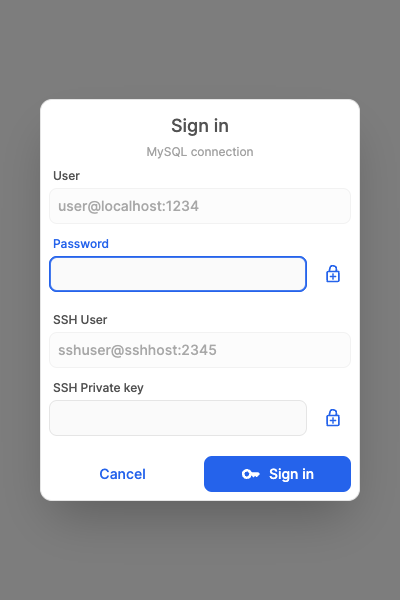 Sign in
MySQL connection
User
user@localhost:1234
Password
SSH User
sshuser@sshhost:2345
SSH Private key
Cancel
Sign in